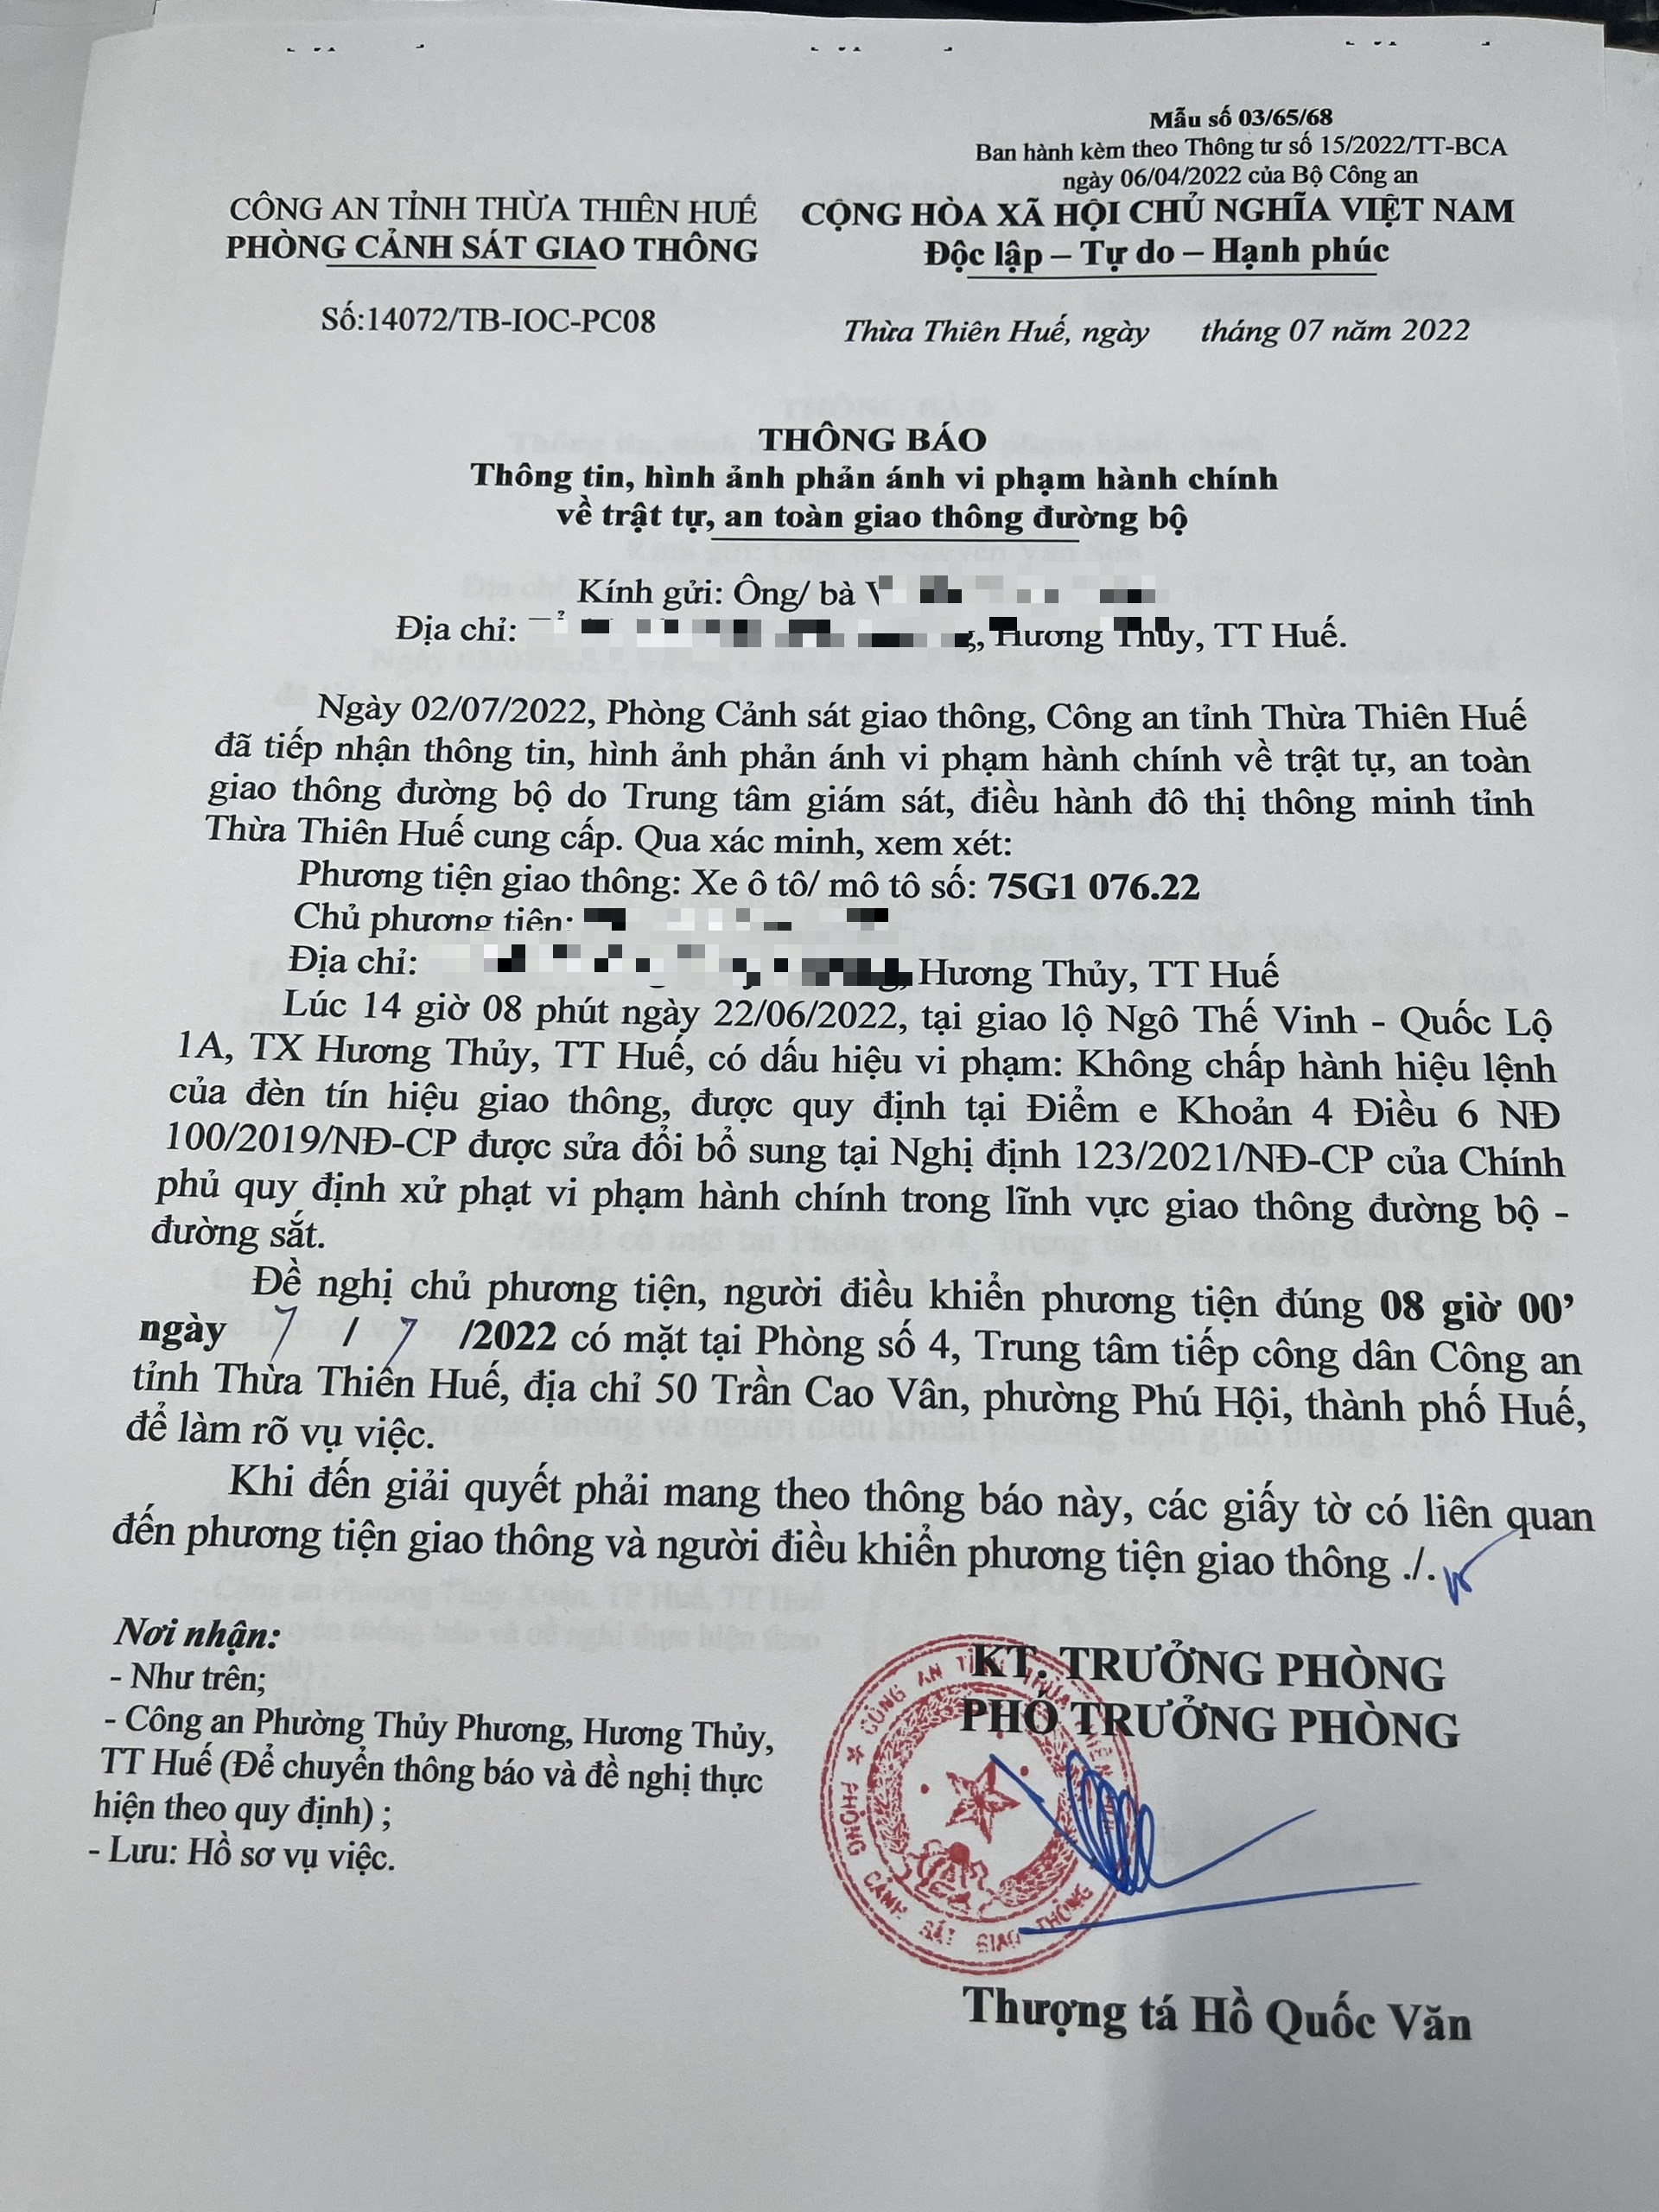 Mẫu số 03/65/68
Ban hành kèm theo Thông tư số 15/2022/TT-BCA
ngày 06/04/2022 của Bộ Công an
CÔNG AN TỈNH THỪA THIÊN HUẾ
PHÒNG CẢNH SÁT GIAO THÔNG
CỘNG HÒA XÃ HỘI CHỦ NGHĨA VIỆT NAM
Độc lập – Tự do – Hạnh phúc
Số:14072/TB-IOC-PC08
Thừa Thiên Huế, ngày tháng 07 năm 2022
THÔNG BÁO
Thông tin, hình ảnh phản ánh vi phạm hành chính
về trật tự, an toàn giao thông đường bộ
Kính gửi: Ông/ bà
Địa chỉ: Hương Thủy, TT Huế.
Ngày 02/07/2022, Phòng Cảnh sát giao thông, Công an tỉnh Thừa Thiên Huế
đã tiếp nhận thông tin, hình ảnh phản ánh vi phạm hành chính về trật tự, an toàn
giao thông đường bộ do Trung tâm giám sát, điều hành đô thị thông minh tỉnh
Thừa Thiên Huế cung cấp. Qua xác minh, xem xét:
Phương tiện giao thông: Xe ô tô/ mô tô số: 75G1 076.22
Chủ phương tiện:
Địa chỉ: Hương Thủy, TT Huế
Lúc 14 giờ 08 phút ngày 22/06/2022, tại giao lộ Ngô Thế Vinh - Quốc Lộ
1A, TX Hương Thủy, TT Huế, có dấu hiệu vi phạm: Không chấp hành hiệu lệnh
của đèn tín hiệu giao thông, được quy định tại Điểm e Khoản 4 Điều 6 NĐ
100/2019/NĐ-CP được sửa đổi bổ sung tại Nghị định 123/2021/NĐ-CP của Chính
phủ quy định xử phạt vi phạm hành chính trong lĩnh vực giao thông đường bộ -
đường sắt.
Đề nghị chủ phương tiện, người điều khiển phương tiện đúng 08 giờ 00’
ngày 7 / 7 /2022 có mặt tại Phòng số 4, Trung tâm tiếp công dân Công an
tỉnh Thừa Thiên Huế, địa chỉ 50 Trần Cao Vân, phường Phú Hội, thành phố Huế,
để làm rõ vụ việc.
Khi đến giải quyết phải mang theo thông báo này, các giấy tờ có liên quan
đến phương tiện giao thông và người điều khiển phương tiện giao thông ./.
Nơi nhận:
- Như trên;
- Công an Phường Thủy Phương, Hương Thủy,
TT Huế (Để chuyển thông báo và đề nghị thực
hiện theo quy định) ;
- Lưu: Hồ sơ vụ việc.
KT. TRƯỞNG PHÒNG
PHÓ TRƯỞNG PHÒNG
CÔNG AN TỈNH THỪA THIÊN HUẾ
PHÒNG CẢNH SÁT GIAO THÔNG
Thượng tá Hồ Quốc Văn